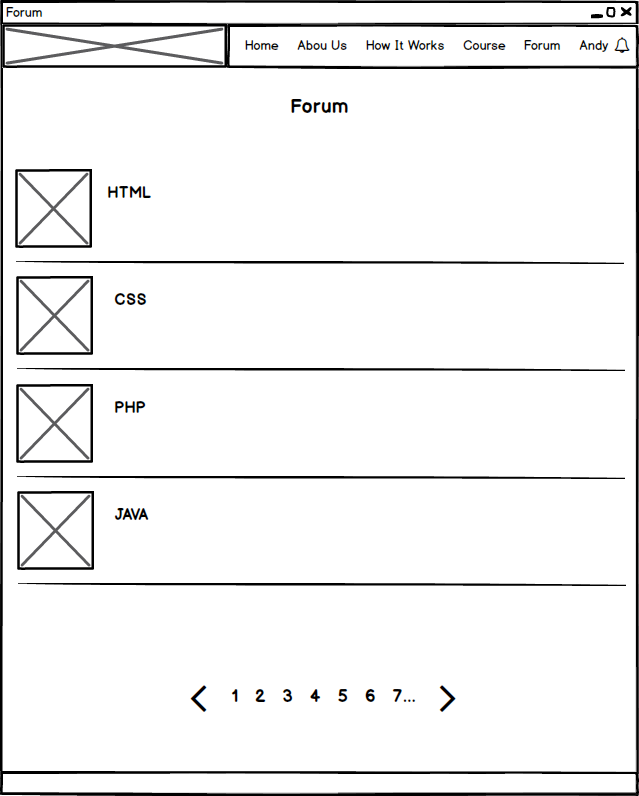 Forum
Home Abou Us How It Works Course Forum Andy
Forum
HTML
CSS
PHP
JAVA
1 2 3 4 5 6 7...